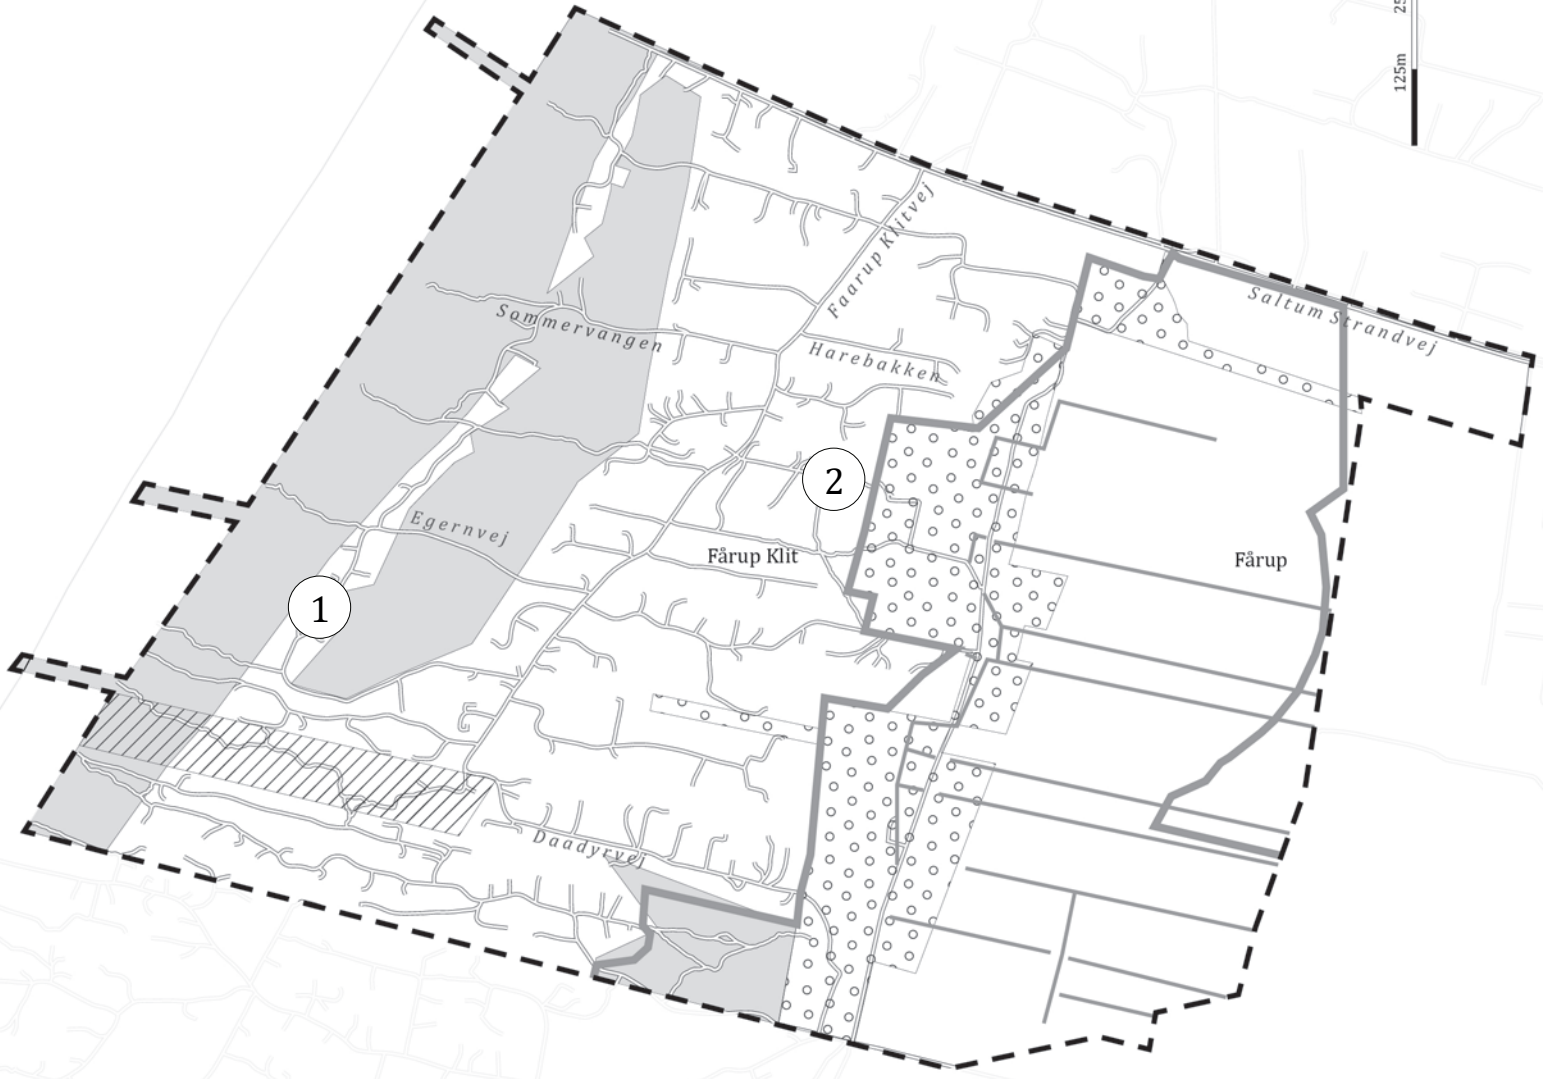 125m
Faarup Klitvej
Saltum Strandvej
Sommervangen
Harebakken
2
Egernvej
Fårup Klit
Fårup
1
Daadyrvej